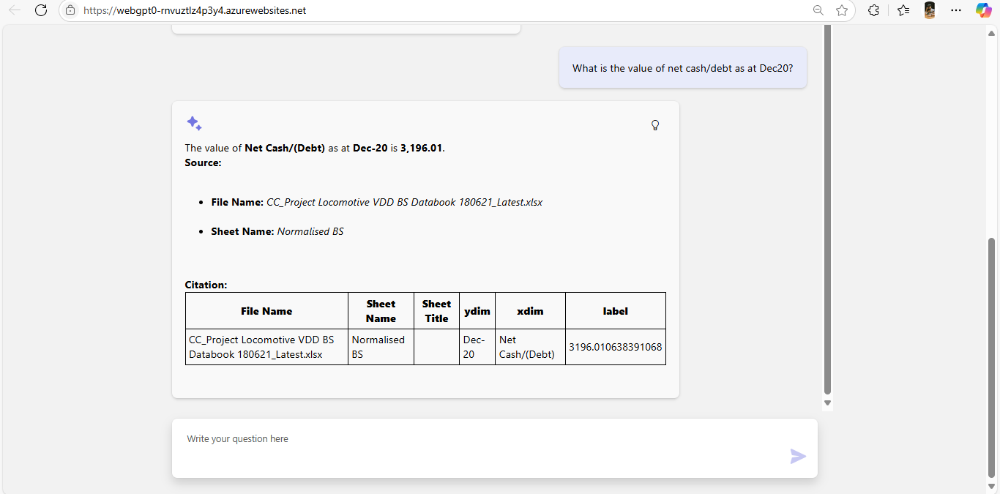 https://webgpt0-rnvuztlz4p3y4.azurewebsites.net
What is the value of net cash/debt as at Dec20?
The value of Net Cash/(Debt) as at Dec-20 is 3,196.01.
Source:
• File Name: CC_Project Locomotive VDD BS Databook 180621_Latest.xlsx
• Sheet Name: Normalised BS
Citation:
File Name Sheet Name Sheet Title ydim xdim label
CC_Project Locomotive VDD BS Databook 180621_Latest.xlsx Normalised BS Dec-20 Net Cash/(Debt) 3196.010638391068
Write your question here